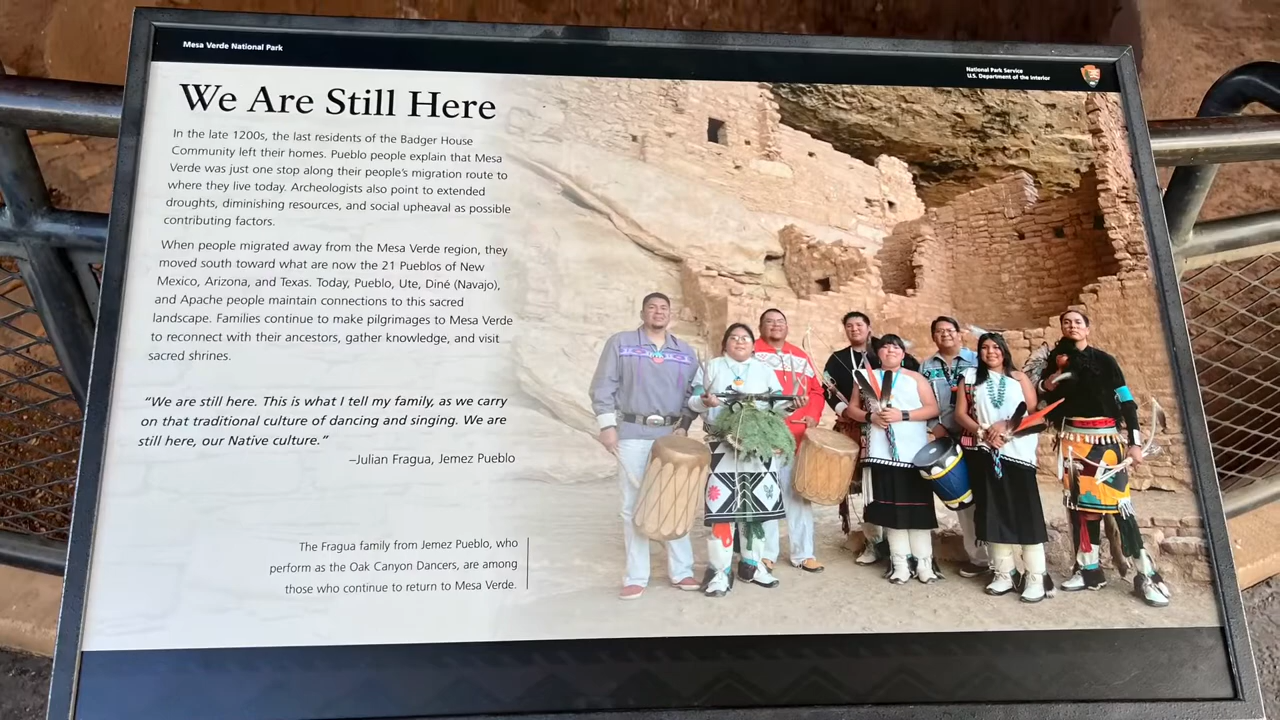 Mesa Verde National Park
National Park Service
U.S. Department of the Interior
We Are Still Here
In the late 1200s, the last residents of the Badger House
Community left their homes. Pueblo people explain that Mesa
Verde was just one stop along their people's migration route to
where they live today. Archeologists also point to extended
droughts, diminishing resources, and social upheaval as possible
contributing factors.
When people migrated away from the Mesa Verde region, they
moved south toward what are now the 21 Pueblos of New
Mexico, Arizona, and Texas. Today, Pueblo, Ute, Diné (Navajo),
and Apache people maintain connections to this sacred
landscape. Families continue to make pilgrimages to Mesa Verde
to reconnect with their ancestors, gather knowledge, and visit
sacred shrines.
"We are still here. This is what I tell my family, as we carry
on that traditional culture of dancing and singing. We are
still here, our Native culture."
–Julian Fragua, Jemez Pueblo
The Fragua family from Jemez Pueblo, who
perform as the Oak Canyon Dancers, are among
those who continue to return to Mesa Verde.